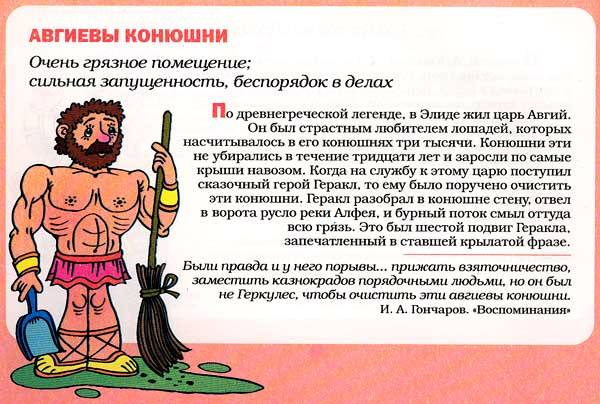 АВГИЕВЫ КОНЮШНИ
Очень грязное помещение;
сильная запущенность, беспорядок в делах
По древнегреческой легенде, в Элиде жил царь Авгий.
Он был страстным любителем лошадей, которых
насчитывалось в его конюшнях три тысячи. Конюшни эти
не убирались в течение тридцати лет и заросли по самые
крыши навозом. Когда на службу к этому царю поступил
сказочный герой Геракл, то ему было поручено очистить
эти конюшни. Геракл разобрал в конюшне стену, отвел
в ворота русло реки Алфея, и бурный поток смыл оттуда
всю грязь. Это был шестой подвиг Геракла,
запечатленный в ставшей крылатой фразе.
Были правда и у него порывы... прижать взяточничество,
заместить казнокрадов порядочными людьми, но он был
не Геркулес, чтобы очистить эти авгиевы конюшни.
И. А. Гончаров. «Воспоминания»